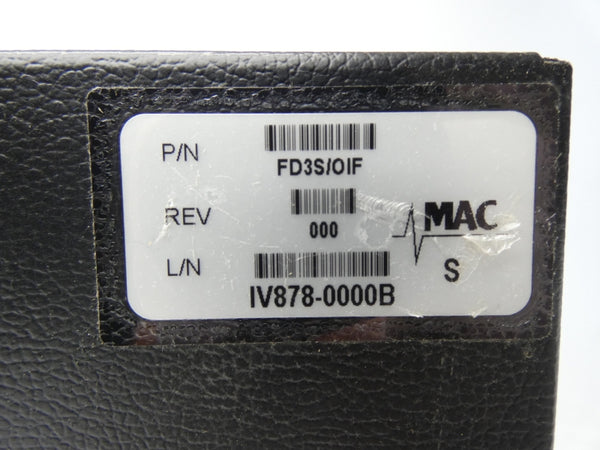 P/N
FD3S/OIF
REV
000
MAC
L/N
S
IV878-0000B